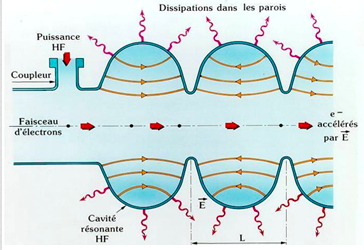 Dissipations dans les parois
Puissance
HF
Coupleur
Faisceau
d'électrons
e⁻
accélérés
par E⃗
E⃗
Cavité
résonante
HF
L